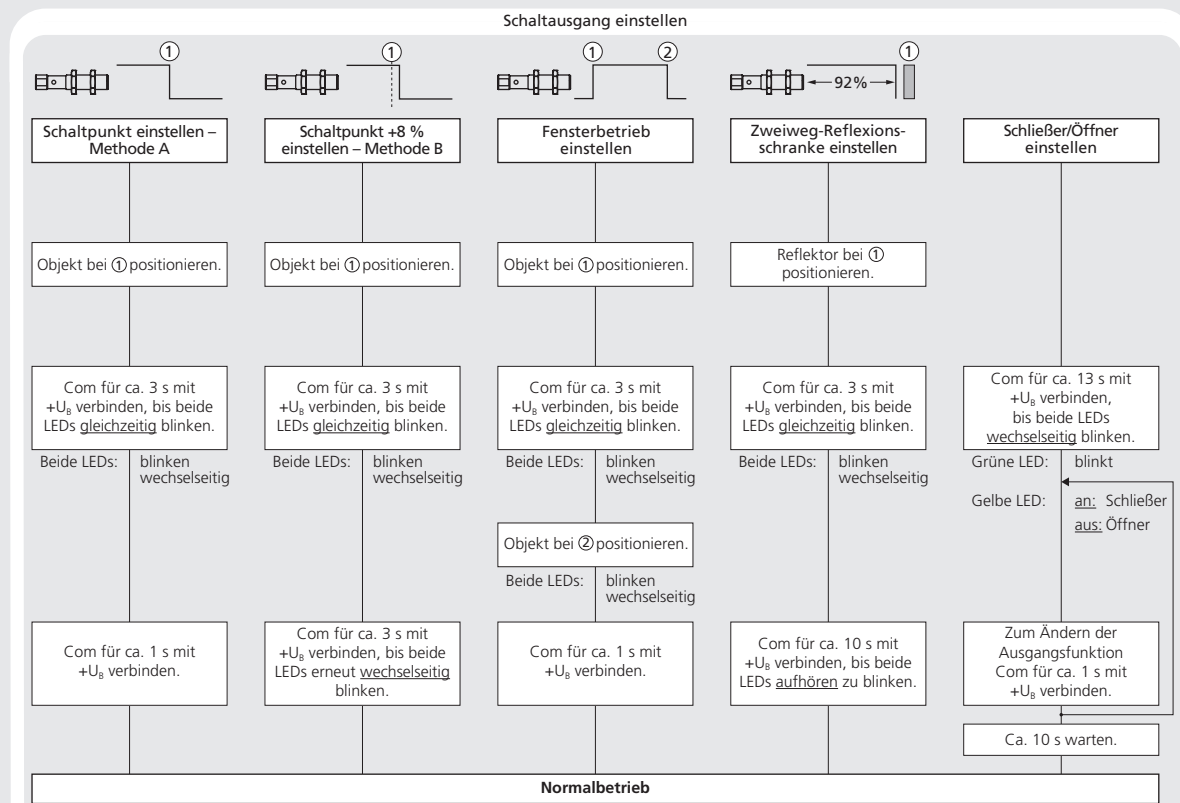 Schaltausgang einstellen
①
①
①
②
92%
①
Schaltpunkt einstellen –
Methode A
Schaltpunkt +8 %
einstellen – Methode B
Fensterbetrieb
einstellen
Zweiweg-Reflexions-
schranke einstellen
Schließer/Öffner
einstellen
Objekt bei ① positionieren.
Objekt bei ① positionieren.
Objekt bei ① positionieren.
Reflektor bei ①
positionieren.
Com für ca. 3 s mit
+UB verbinden, bis beide
LEDs gleichzeitig blinken.
Com für ca. 3 s mit
+UB verbinden, bis beide
LEDs gleichzeitig blinken.
Com für ca. 3 s mit
+UB verbinden, bis beide
LEDs gleichzeitig blinken.
Com für ca. 3 s mit
+UB verbinden, bis beide
LEDs gleichzeitig blinken.
Com für ca. 13 s mit
+UB verbinden,
bis beide LEDs
wechselseitig blinken.
Beide LEDs: blinken
wechselseitig
Beide LEDs: blinken
wechselseitig
Beide LEDs: blinken
wechselseitig
Beide LEDs: blinken
wechselseitig
Grüne LED: blinkt
Gelbe LED: an: Schließer
aus: Öffner
Objekt bei ② positionieren.
Beide LEDs: blinken
wechselseitig
Com für ca. 1 s mit
+UB verbinden.
Com für ca. 3 s mit
+UB verbinden, bis beide
LEDs erneut wechselseitig
blinken.
Com für ca. 1 s mit
+UB verbinden.
Com für ca. 10 s mit
+UB verbinden, bis beide
LEDs aufhören zu blinken.
Zum Ändern der
Ausgangsfunktion
Com für ca. 1 s mit
+UB verbinden.
Ca. 10 s warten.
Normalbetrieb